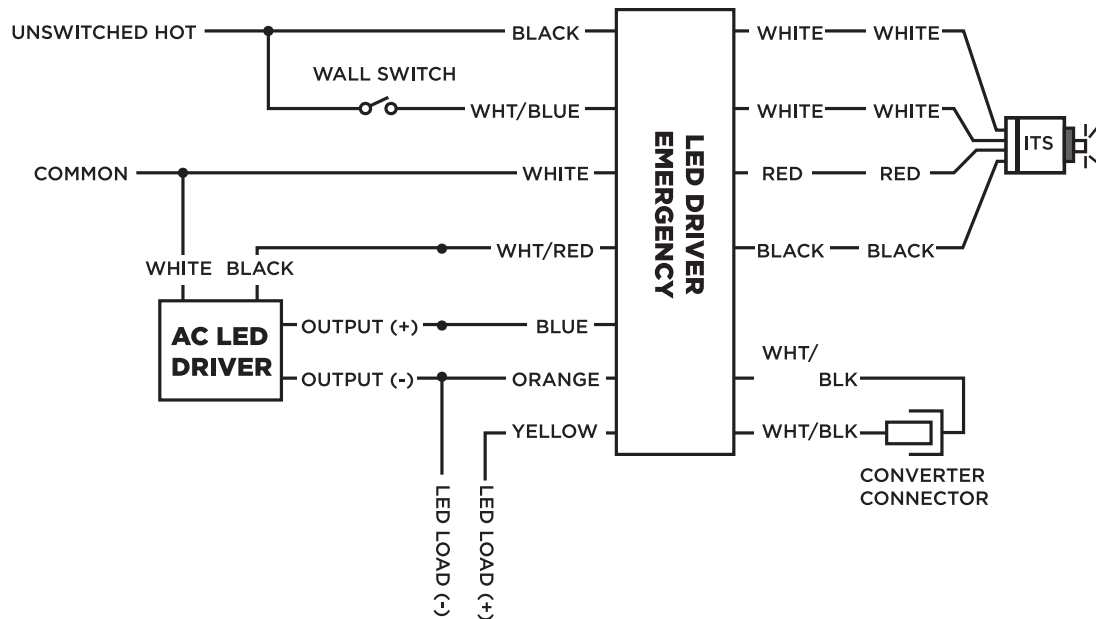 UNSWITCHED HOT
BLACK
WHITE
WHITE
WALL SWITCH
WHT/BLUE
WHITE
WHITE
ITS
COMMON
WHITE
RED
RED
WHT/RED
BLACK
BLACK
WHITE
BLACK
LED DRIVER
EMERGENCY
AC LED
DRIVER
OUTPUT (+)
BLUE
OUTPUT (-)
ORANGE
WHT/
BLK
YELLOW
WHT/BLK
CONVERTER
CONNECTOR
LED LOAD (-)
LED LOAD (+)